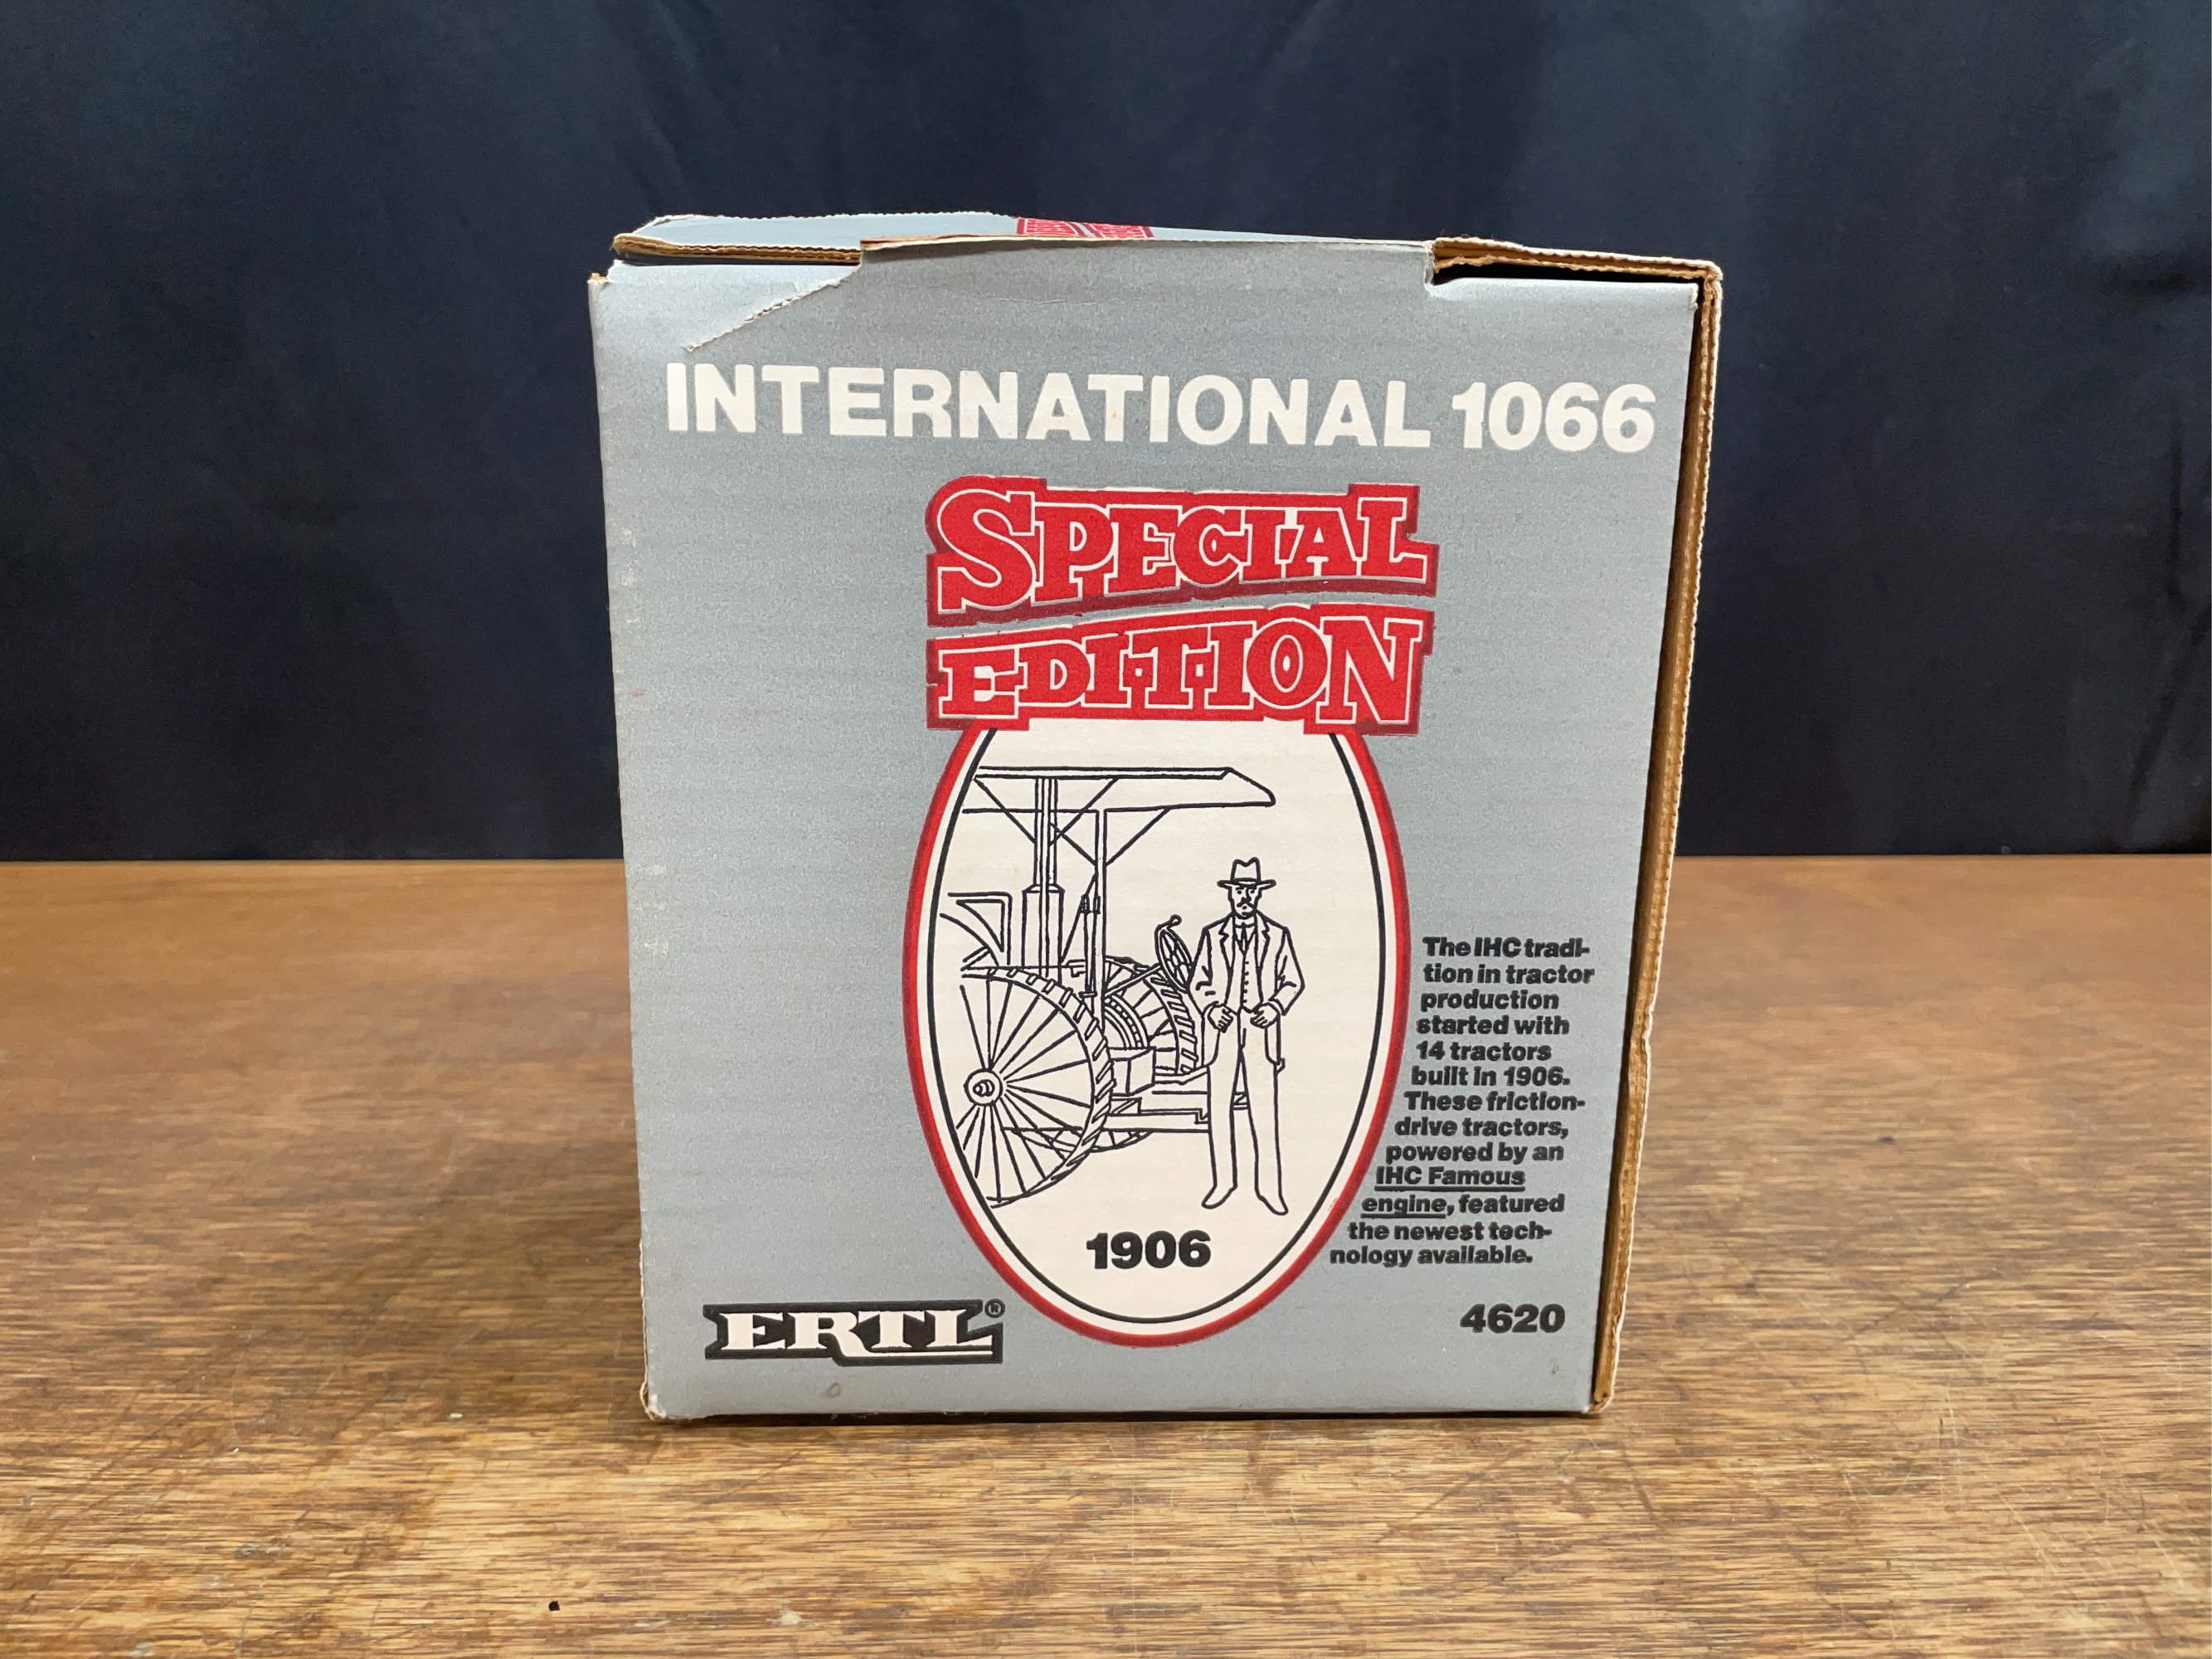 INTERNATIONAL 1066
SPECIAL
EDITION
The IHC tradi-
tion in tractor
production
started with
14 tractors
built in 1906.
These friction-
drive tractors,
powered by an
IHC Famous
engine, featured
the newest tech-
nology available.
1906
ERTL®
4620